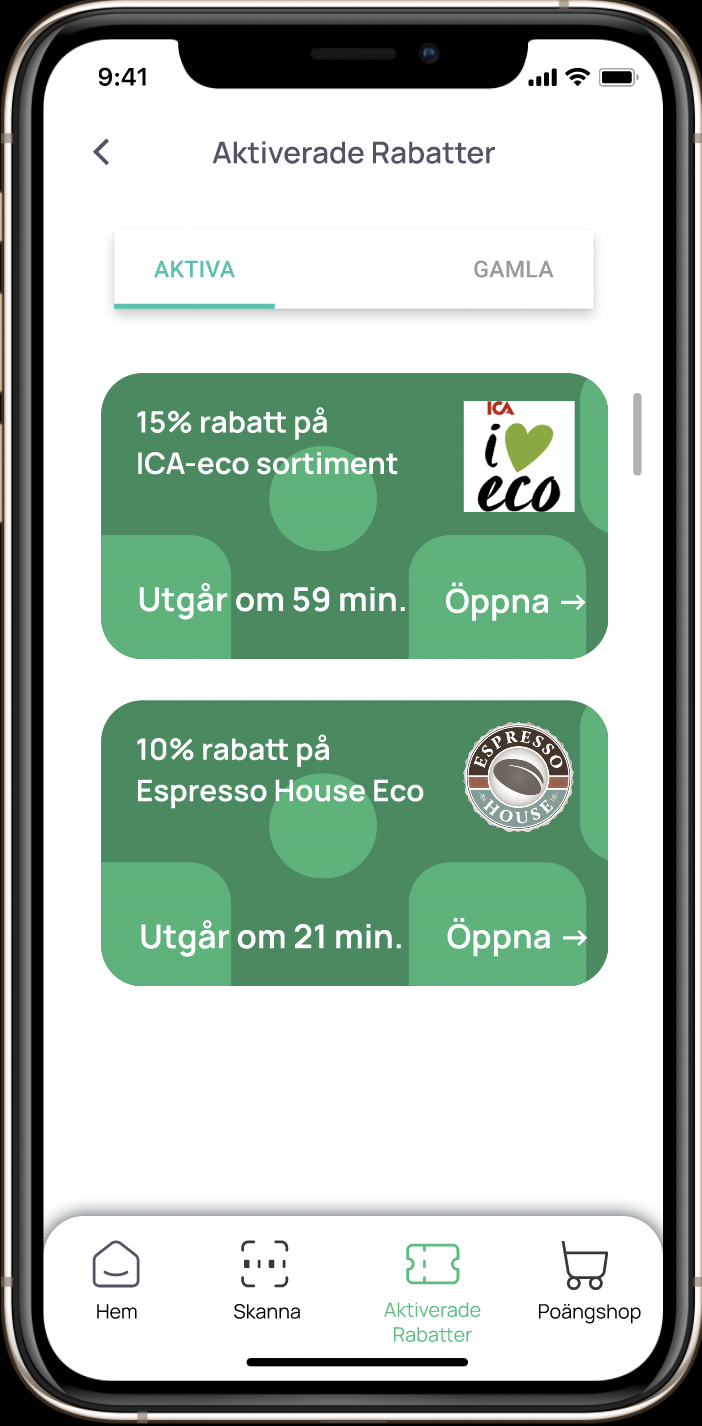 9:41
Aktiverade Rabatter
AKTIVA
GAMLA
15% rabatt på
ICA-eco sortiment
ICA
i
eco
Utgår om 59 min.
Öppna →
10% rabatt på
Espresso House Eco
ESPRESSO
HOUSE
Utgår om 21 min.
Öppna →
Hem
Skanna
Aktiverade
Rabatter
Poängshop